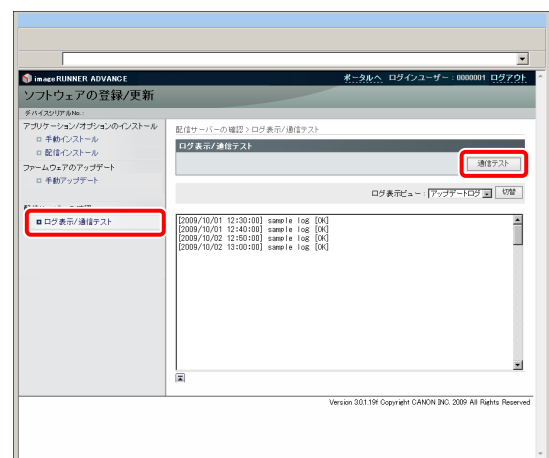 imageRUNNER ADVANCE
ポータルへ ログインユーザー : 0000001 ログアウト
ソフトウェアの登録/更新
デバイスシリアルNo.:
アプリケーション/オプションのインストール
手動インストール
配信インストール
ファームウェアのアップデート
手動アップデート
ログ表示/通信テスト
配信サーバーの確認 > ログ表示/通信テスト
ログ表示/通信テスト
通信テスト
ログ表示ビュー : アップデートログ 切替
[2009/10/01 12:30:00] sample log [OK]
[2009/10/01 12:40:00] sample log [OK]
[2009/10/02 12:50:00] sample log [OK]
[2009/10/02 13:00:00] sample log [OK]
Copyright CANON INC. 2009 All Rights Reserved